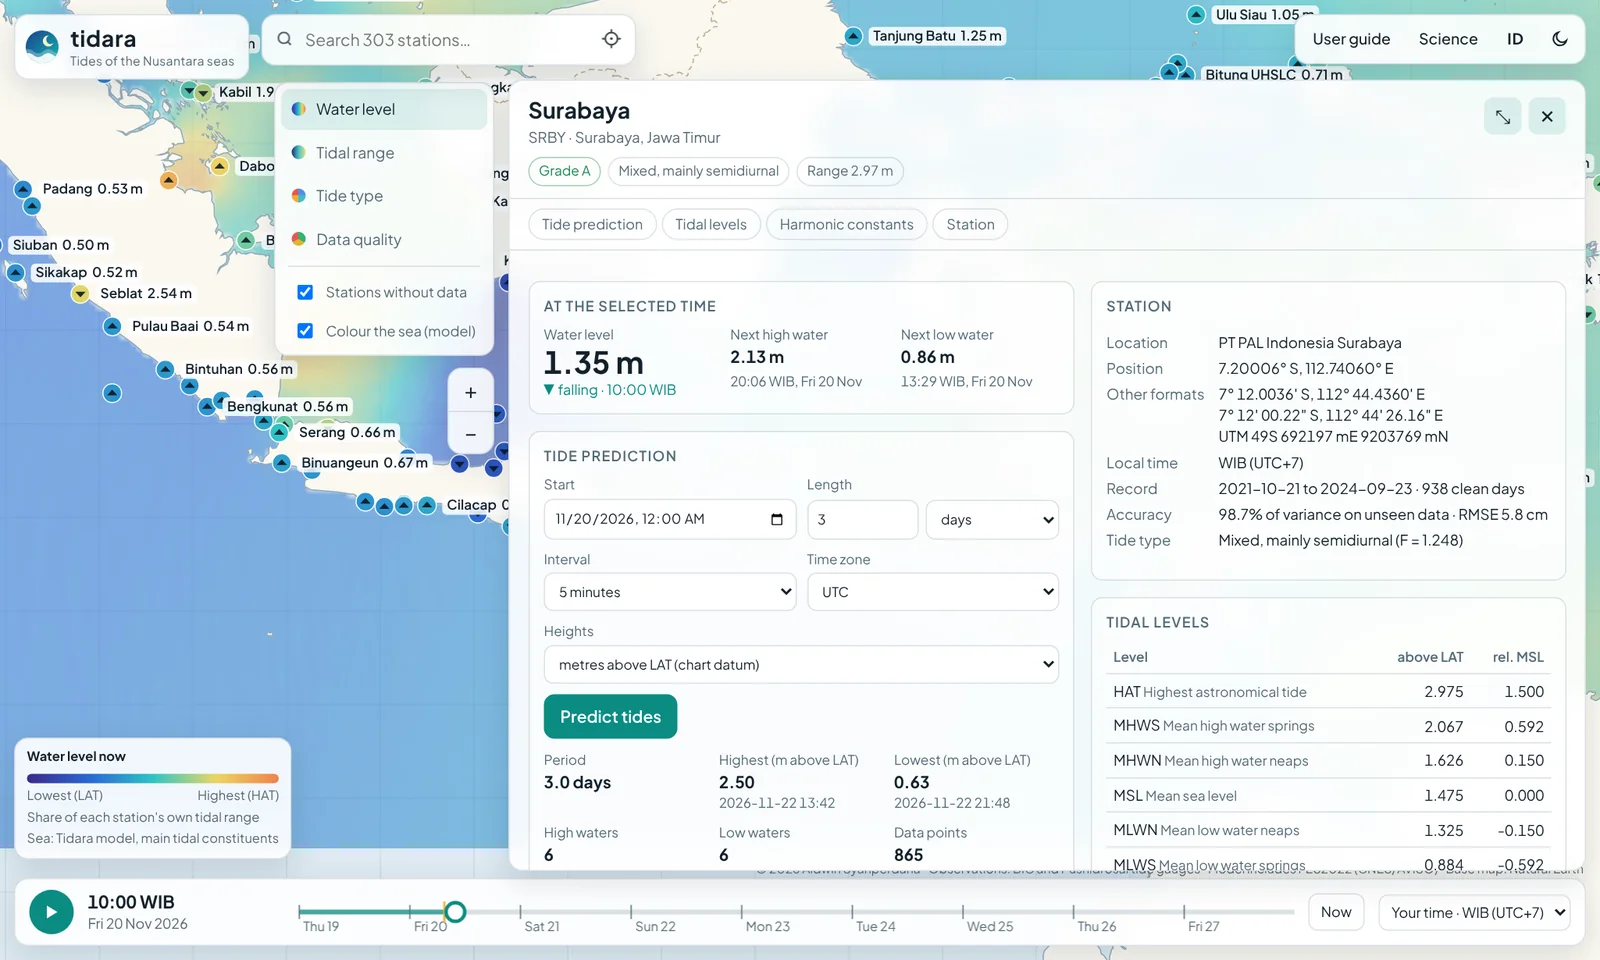 tidara
Tides of the Nusantara seas
Search 303 stations...
User guide
Science
ID
Ulu Siau 1.05 m
Tanjung Batu 1.25 m
Bitung UHSLC 0.71 m
Kabil 1.9
Dabo
Padang 0.53 m
Siuban 0.50 m
Sikakap 0.52 m
Seblat 2.54 m
Pulau Baai 0.54 m
Bintuhan 0.56 m
Bengkunat 0.56 m
Serang 0.66 m
Binuangeun 0.67 m
Cilacap 0
Water level
Tidal range
Tide type
Data quality
Stations without data
Colour the sea (model)
+
−
Surabaya
SRBY · Surabaya, Jawa Timur
Grade A
Mixed, mainly semidiurnal
Range 2.97 m
Tide prediction
Tidal levels
Harmonic constants
Station
AT THE SELECTED TIME
Water level
1.35 m
▼ falling · 10:00 WIB
Next high water
2.13 m
20:06 WIB, Fri 20 Nov
Next low water
0.86 m
13:29 WIB, Fri 20 Nov
TIDE PREDICTION
Start
Length
11/20/2026, 12:00 AM
3
days
Interval
Time zone
5 minutes
UTC
Heights
metres above LAT (chart datum)
Predict tides
Period
3.0 days
Highest (m above LAT)
2.50
2026-11-22 13:42
Lowest (m above LAT)
0.63
2026-11-22 21:48
High waters
6
Low waters
6
Data points
865
STATION
Location PT PAL Indonesia Surabaya
Position 7.20006° S, 112.74060° E
Other formats 7° 12.0036' S, 112° 44.4360' E
7° 12' 00.22" S, 112° 44' 26.16" E
UTM 49S 692197 mE 9203769 mN
Local time WIB (UTC+7)
Record 2021-10-21 to 2024-09-23 · 938 clean days
Accuracy 98.7% of variance on unseen data · RMSE 5.8 cm
Tide type Mixed, mainly semidiurnal (F = 1.248)
TIDAL LEVELS
Level above LAT rel. MSL
HAT Highest astronomical tide 2.975 1.500
MHWS Mean high water springs 2.067 0.592
MHWN Mean high water neaps 1.626 0.150
MSL Mean sea level 1.475 0.000
MLWN Mean low water neaps 1.325 -0.150
MLWS Mean low water springs 0.884 -0.592
Water level now
Lowest (LAT) Highest (HAT)
Share of each station's own tidal range
Sea: Tidara model, main tidal constituents
10:00 WIB
Fri 20 Nov 2026
Thu 19
Fri 20
Sat 21
Sun 22
Mon 23
Tue 24
Wed 25
Thu 26
Fri 27
Now
Your time · WIB (UTC+7)